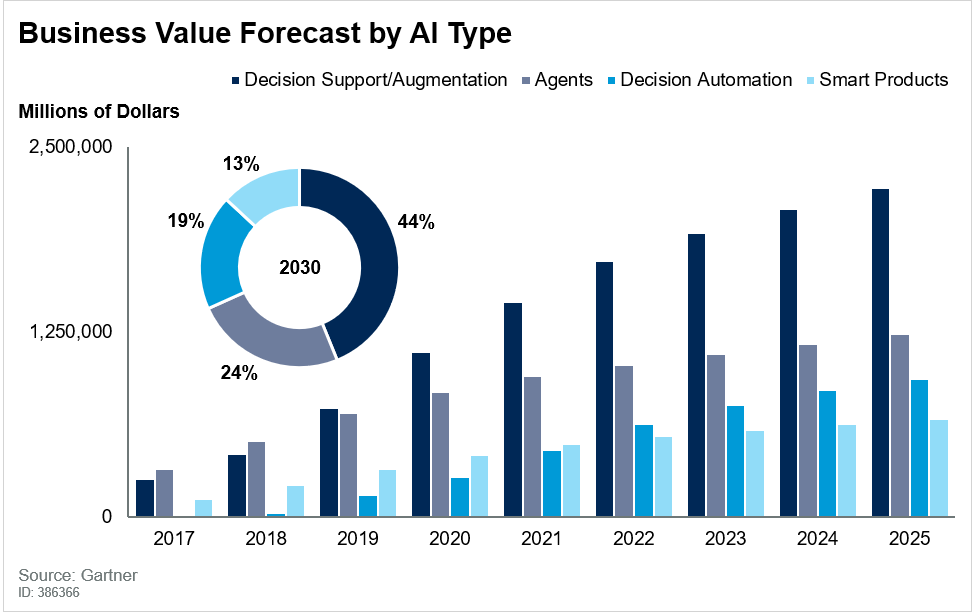 Business Value Forecast by AI Type
Decision Support/Augmentation Agents Decision Automation Smart Products
Millions of Dollars
2,500,000
13%
19%
44%
2030
1,250,000
24%
0
2017 2018 2019 2020 2021 2022 2023 2024 2025
Source: Gartner
ID: 386366